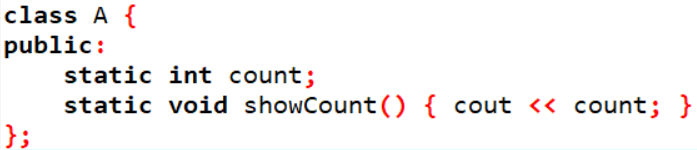 class A {
public:
    static int count;
    static void showCount() { cout << count; }
};